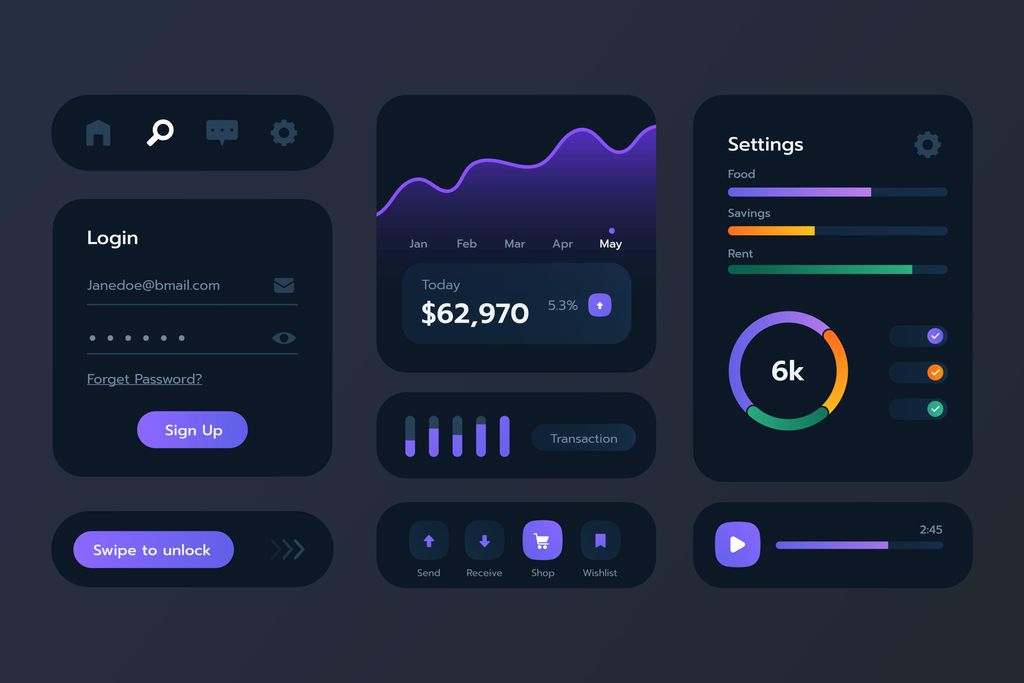 Login
Janedoe@bmail.com
Forget Password?
Sign Up
Swipe to unlock
Jan Feb Mar Apr May
Today
$62,970 5.3%
Transaction
Send Receive Shop Wishlist
Settings
Food
Savings
Rent
6k
2:45